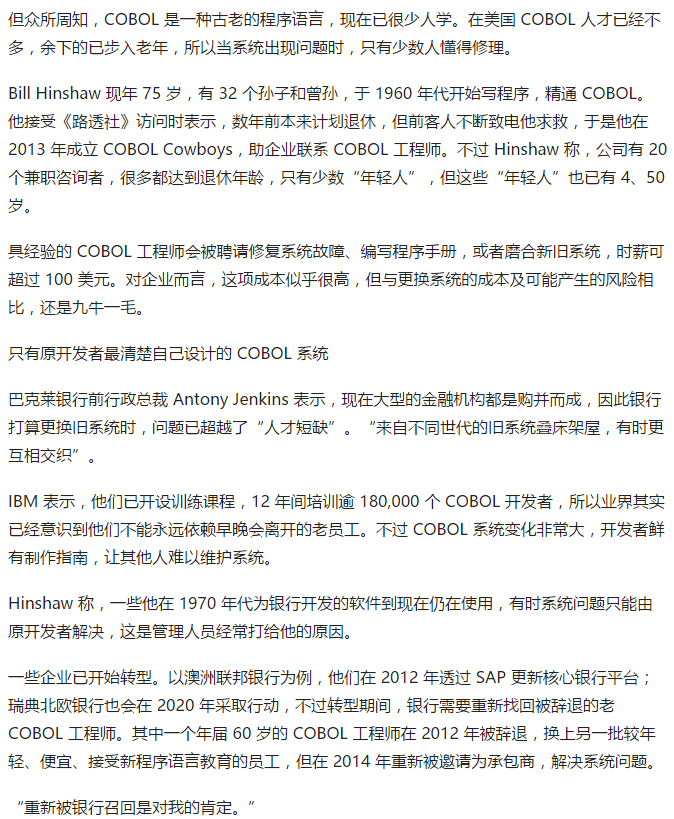 但众所周知，COBOL 是一种古老的程序语言，现在已很少人学。在美国 COBOL 人才已经不
多，余下的已步入老年，所以当系统出现问题时，只有少数人懂得修理。
Bill Hinshaw 现年 75 岁，有 32 个孙子和曾孙，于 1960 年代开始写程序，精通 COBOL。
他接受《路透社》访问时表示，数年前本来计划退休，但前客人不断致电他求救，于是他在
2013 年成立 COBOL Cowboys，助企业联系 COBOL 工程师。不过 Hinshaw 称，公司有 20
个兼职咨询者，很多都达到退休年龄，只有少数“年轻人”，但这些“年轻人”也已有 4、50
岁。
具经验的 COBOL 工程师会被聘请修复系统故障、编写程序手册，或者磨合新旧系统，时薪可
超过 100 美元。对企业而言，这项成本似乎很高，但与更换系统的成本及可能产生的风险相
比，还是九牛一毛。
只有原开发者最清楚自己设计的 COBOL 系统
巴克莱银行前行政总裁 Antony Jenkins 表示，现在大型的金融机构都是购并而成，因此银行
打算更换旧系统时，问题已超越了“人才短缺”。“来自不同世代的旧系统叠床架屋，有时更
互相交织”。
IBM 表示，他们已开设训练课程，12 年间培训逾 180,000 个 COBOL 开发者，所以业界其实
已经意识到他们不能永远依赖早晚会离开的老员工。不过 COBOL 系统变化非常大，开发者鲜
有制作指南，让其他人难以维护系统。
Hinshaw 称，一些他在 1970 年代为银行开发的软件到现在仍在使用，有时系统问题只能由
原开发者解决，这是管理人员经常打给他的原因。
一些企业已开始转型。以澳洲联邦银行为例，他们在 2012 年透过 SAP 更新核心银行平台；
瑞典北欧银行也会在 2020 年采取行动，不过转型期间，银行需要重新找回被辞退的老
COBOL 工程师。其中一个年届 60 岁的 COBOL 工程师在 2012 年被辞退，换上另一批较年
轻、便宜、接受新程序语言教育的员工，但在 2014 年重新被邀请为承包商，解决系统问题。
“重新被银行召回是对我的肯定。”